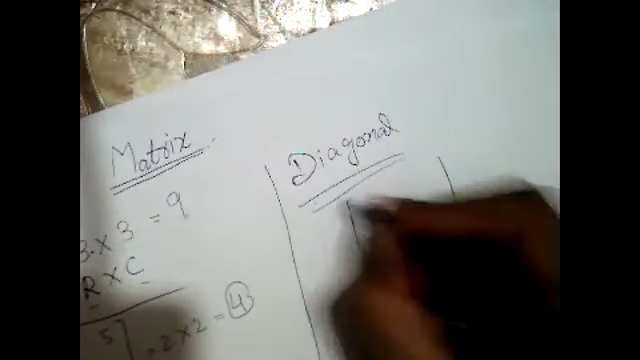 Matrix
3 × 3 = 9
R × C
5] = 2 × 2 = 4
Diagonal